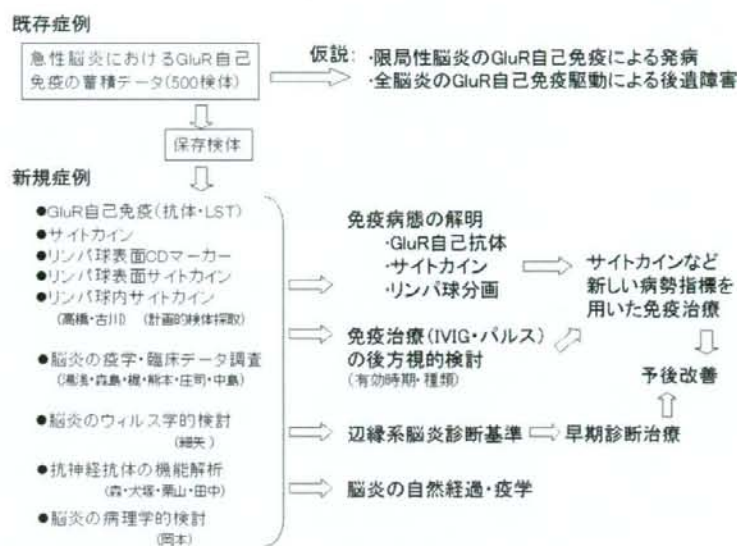 既存症例
急性脳炎におけるGluR自己
免疫の蓄積データ(500検体)
仮説: ・限局性脳炎のGluR自己免疫による発病
・全脳炎のGluR自己免疫駆動による後遺障害
保存検体
新規症例
●GluR自己免疫(抗体・LST)
●サイトカイン
●リンパ球表面CDマーカー
●リンパ球表面サイトカイン
●リンパ球内サイトカイン
(高橋・古川) (計画的検体採取)
●脳炎の疫学・臨床データ調査
(湯浅・森島・梶・熊本・庄司・中島)
●脳炎のウィルス学的検討
(細矢)
●抗神経抗体の機能解析
(森・犬塚・栗山・田中)
●脳炎の病理学的検討
(岡本)
免疫病態の解明
・GluR自己抗体
・サイトカイン
・リンパ球分画
免疫治療(IVIG・パルス)
の後方視的検討
(有効時期・種類)
辺縁系脳炎診断基準
脳炎の自然経過・疫学
サイトカインなど
新しい病勢指標を
用いた免疫治療
予後改善
早期診断治療